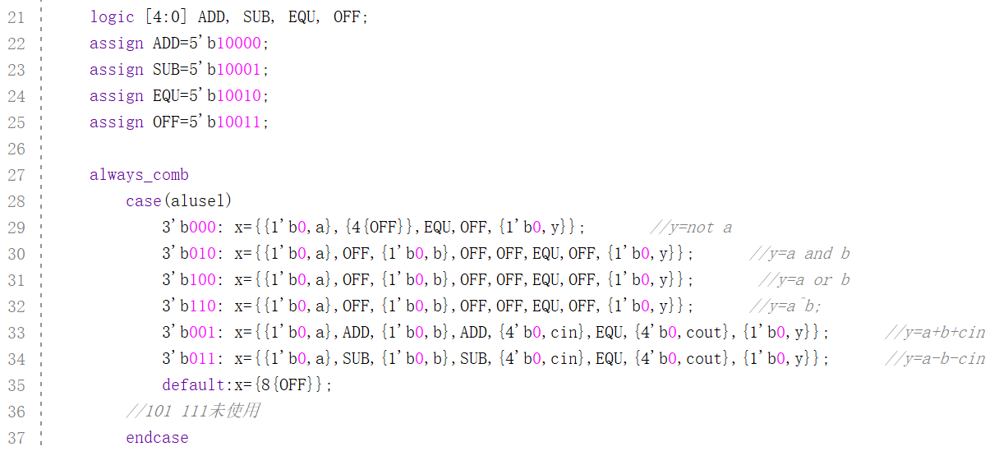 21 logic [4:0] ADD, SUB, EQU, OFF;
22 assign ADD=5'b10000;
23 assign SUB=5'b10001;
24 assign EQU=5'b10010;
25 assign OFF=5'b10011;
26
27 always_comb
28 case(alusel)
29 3'b000: x={{1'b0,a},{4{OFF}},EQU,OFF,{1'b0,y}}; //y=not a
30 3'b010: x={{1'b0,a},OFF,{1'b0,b},OFF,OFF,EQU,OFF,{1'b0,y}}; //y=a and b
31 3'b100: x={{1'b0,a},OFF,{1'b0,b},OFF,OFF,EQU,OFF,{1'b0,y}}; //y=a or b
32 3'b110: x={{1'b0,a},OFF,{1'b0,b},OFF,OFF,EQU,OFF,{1'b0,y}}; //y=a^b;
33 3'b001: x={{1'b0,a},ADD,{1'b0,b},ADD,{4'b0,cin},EQU,{4'b0,cout},{1'b0,y}}; //y=a+b+cin
34 3'b011: x={{1'b0,a},SUB,{1'b0,b},SUB,{4'b0,cin},EQU,{4'b0,cout},{1'b0,y}}; //y=a-b-cin
35 default:x={8{OFF}};
36 //101 111未使用
37 endcase